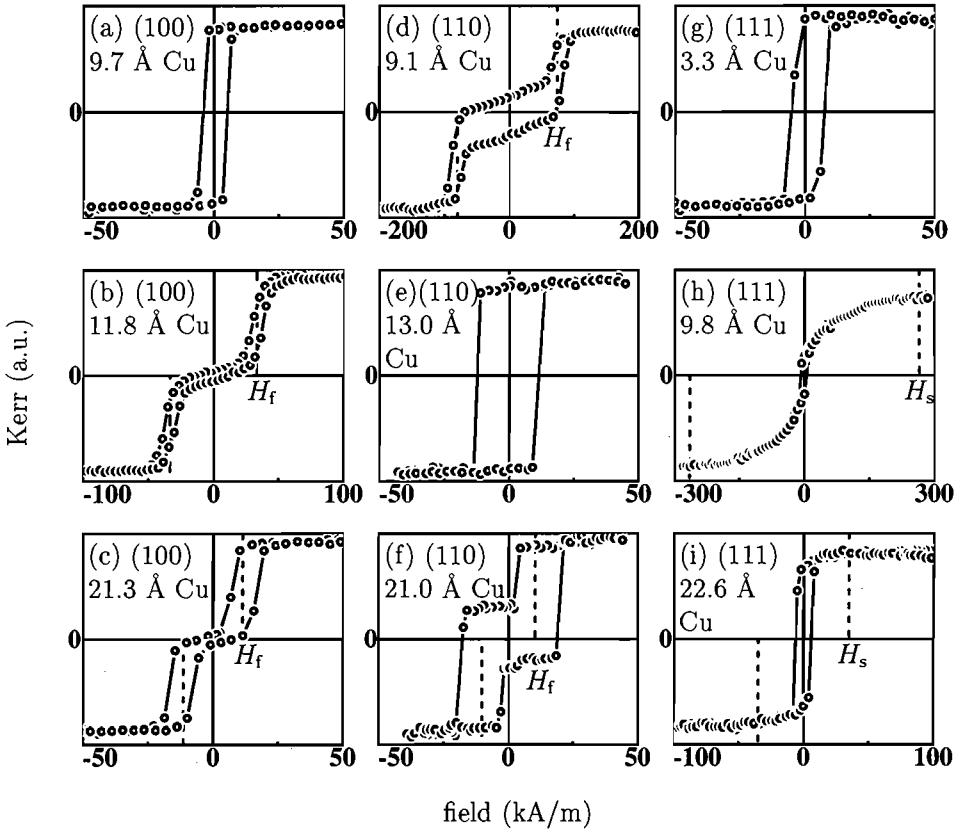 (a) (100)
9.7 Å Cu
0
-50
0
50
(d) (110)
9.1 Å Cu
0
H_f
-200
0
200
(g) (111)
3.3 Å Cu
0
-50
0
50
(b) (100)
11.8 Å Cu
0
H_f
-100
0
100
(e)(110)
13.0 Å
Cu
0
-50
0
50
(h) (111)
9.8 Å Cu
0
H_s
-300
0
300
(c) (100)
21.3 Å Cu
0
H_f
-50
0
50
(f) (110)
21.0 Å Cu
0
H_f
-50
0
50
(i) (111)
22.6 Å
Cu
0
H_s
-100
0
100
Kerr (a.u.)
field (kA/m)